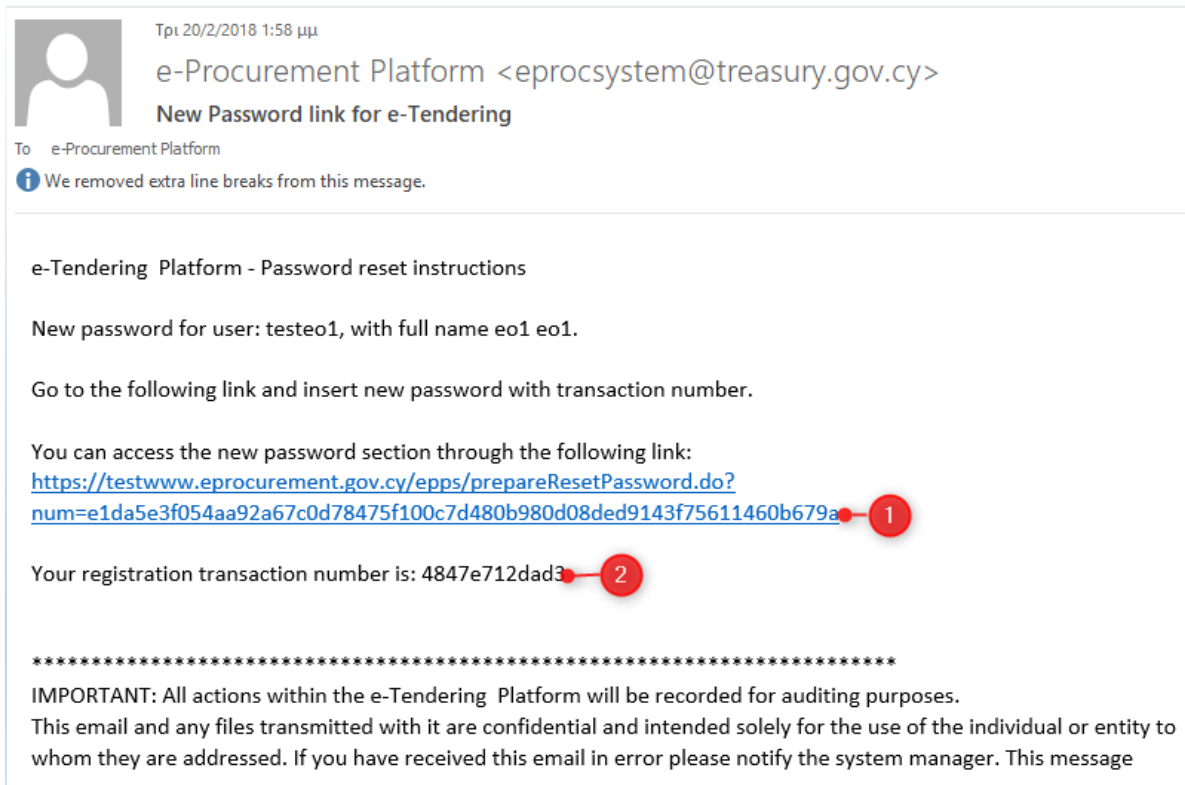 Τρι 20/2/2018 1:58 μμ
e-Procurement Platform <eprocsystem@treasury.gov.cy>
New Password link for e-Tendering
To e-Procurement Platform
We removed extra line breaks from this message.
e-Tendering Platform - Password reset instructions
New password for user: testeo1, with full name eo1 eo1.
Go to the following link and insert new password with transaction number.
You can access the new password section through the following link:
https://testwww.eprocurement.gov.cy/epps/prepareResetPassword.do?
num=e1da5e3f054aa92a67c0d78475f100c7d480b980d08ded9143f75611460b679a 1
Your registration transaction number is: 4847e712dad3 2
*************************************************************************
IMPORTANT: All actions within the e-Tendering Platform will be recorded for auditing purposes.
This email and any files transmitted with it are confidential and intended solely for the use of the individual or entity to
whom they are addressed. If you have received this email in error please notify the system manager. This message